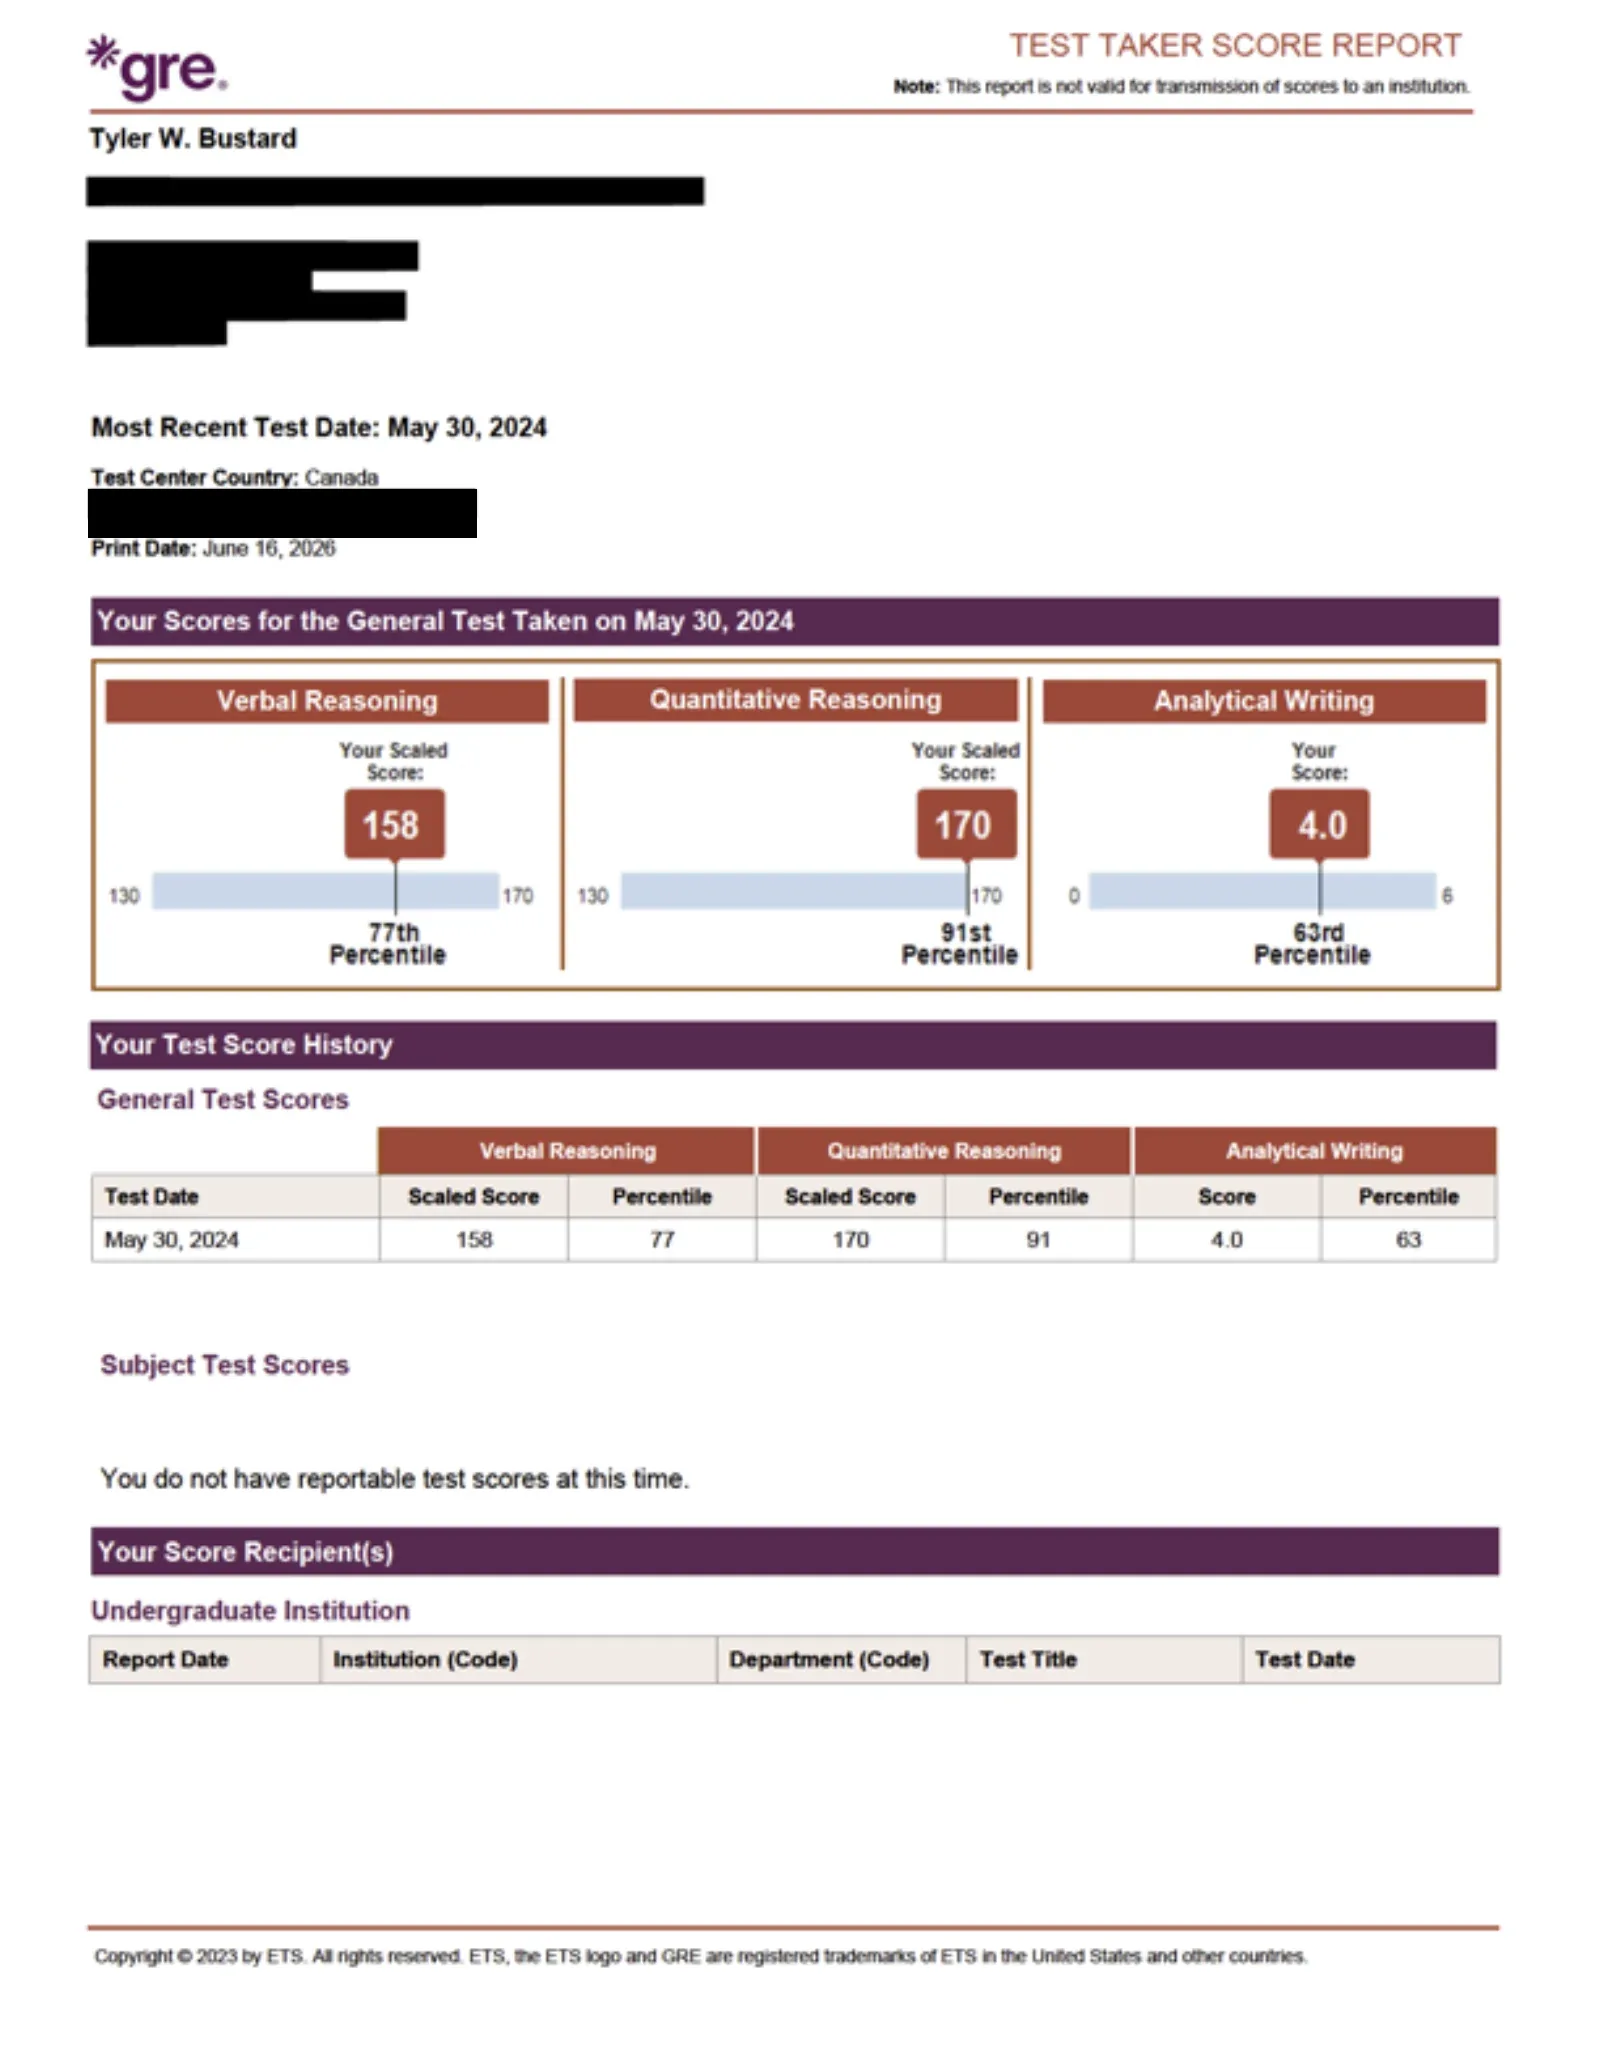 *gre®
TEST TAKER SCORE REPORT
Note: This report is not valid for transmission of scores to an institution.
Tyler W. Bustard
Most Recent Test Date: May 30, 2024
Test Center Country: Canada
Print Date: June 16, 2026
Your Scores for the General Test Taken on May 30, 2024
Verbal Reasoning
Your Scaled
Score:
158
130 170
77th
Percentile
Quantitative Reasoning
Your Scaled
Score:
170
130 170
91st
Percentile
Analytical Writing
Your
Score:
4.0
0 6
63rd
Percentile
Your Test Score History
General Test Scores
Verbal Reasoning Quantitative Reasoning Analytical Writing
Test Date Scaled Score Percentile Scaled Score Percentile Score Percentile
May 30, 2024 158 77 170 91 4.0 63
Subject Test Scores
You do not have reportable test scores at this time.
Your Score Recipient(s)
Undergraduate Institution
Report Date Institution (Code) Department (Code) Test Title Test Date
Copyright © 2023 by ETS. All rights reserved. ETS, the ETS logo and GRE are registered trademarks of ETS in the United States and other countries.